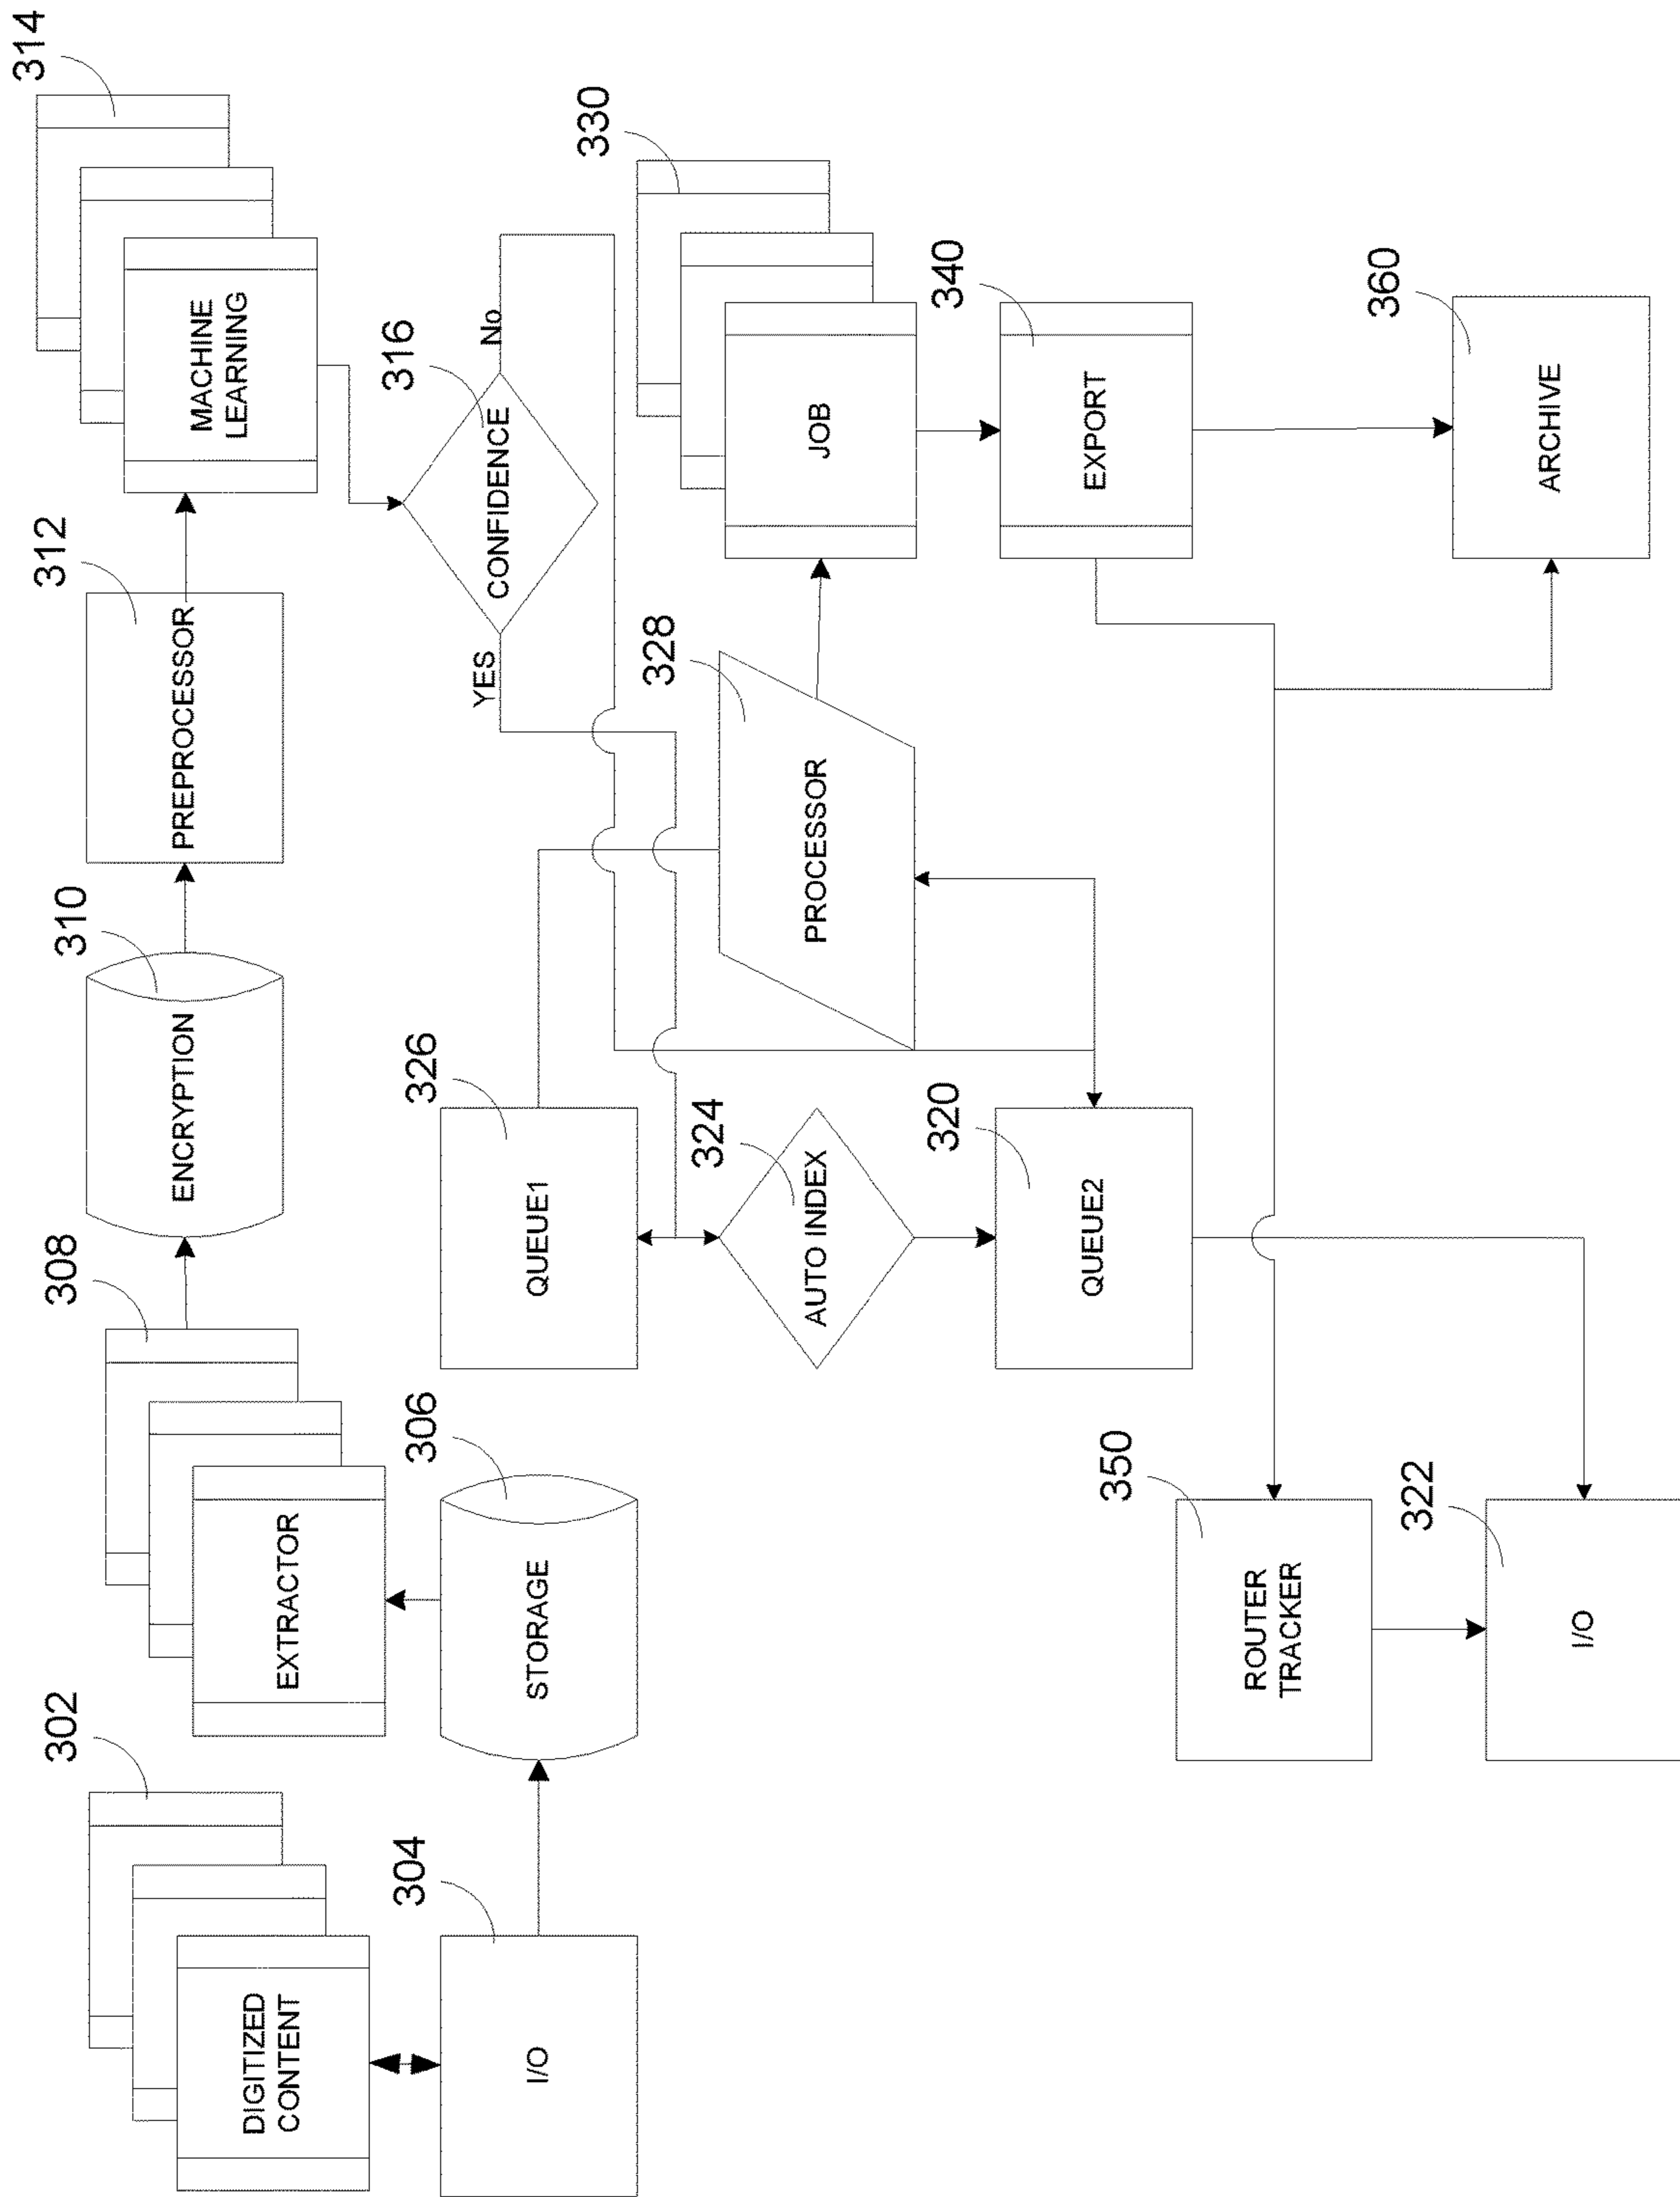 302
DIGITIZED
CONTENT
308
EXTRACTOR
310
ENCRYPTION
312
PREPROCESSOR
314
MACHINE
LEARNING
304
I/O
306
STORAGE
326
QUEUE1
316
CONFIDENCE
YES
No
324
AUTO INDEX
328
PROCESSOR
330
JOB
320
QUEUE2
340
EXPORT
350
ROUTER
TRACKER
322
I/O
360
ARCHIVE